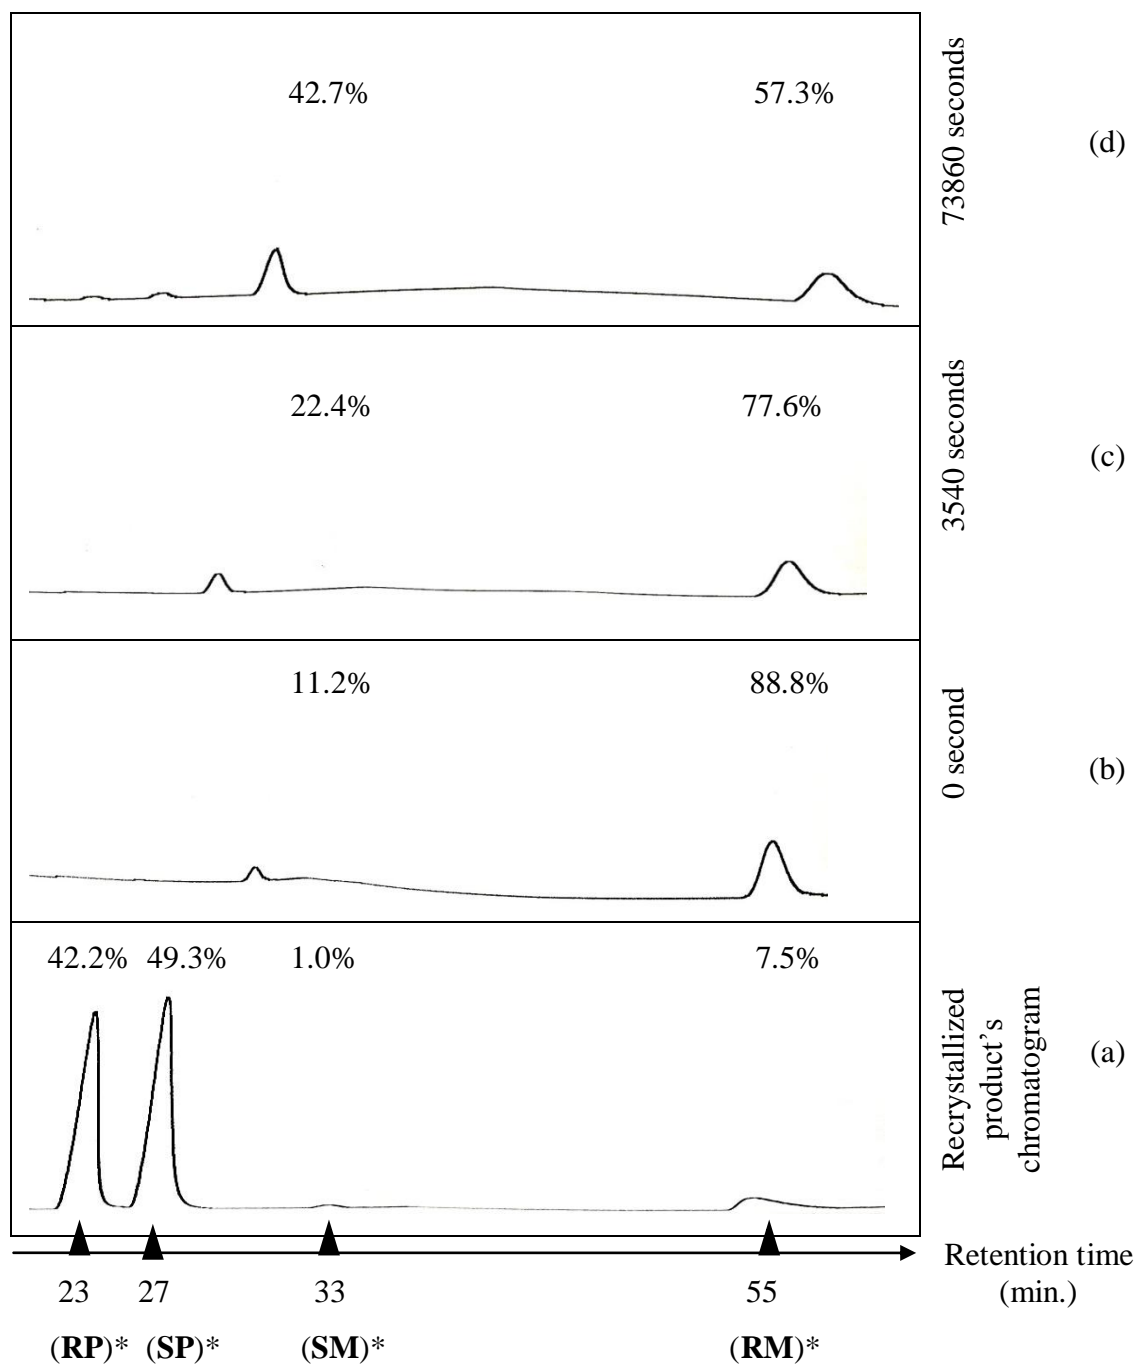 42.7% 57.3%
73860 seconds
(d)
22.4% 77.6%
3540 seconds
(c)
11.2% 88.8%
0 second
(b)
42.2% 49.3% 1.0% 7.5%
Recrystallized
product's
chromatogram
(a)
Retention time
(min.)
23 27 33 55
(RP)* (SP)* (SM)* (RM)*